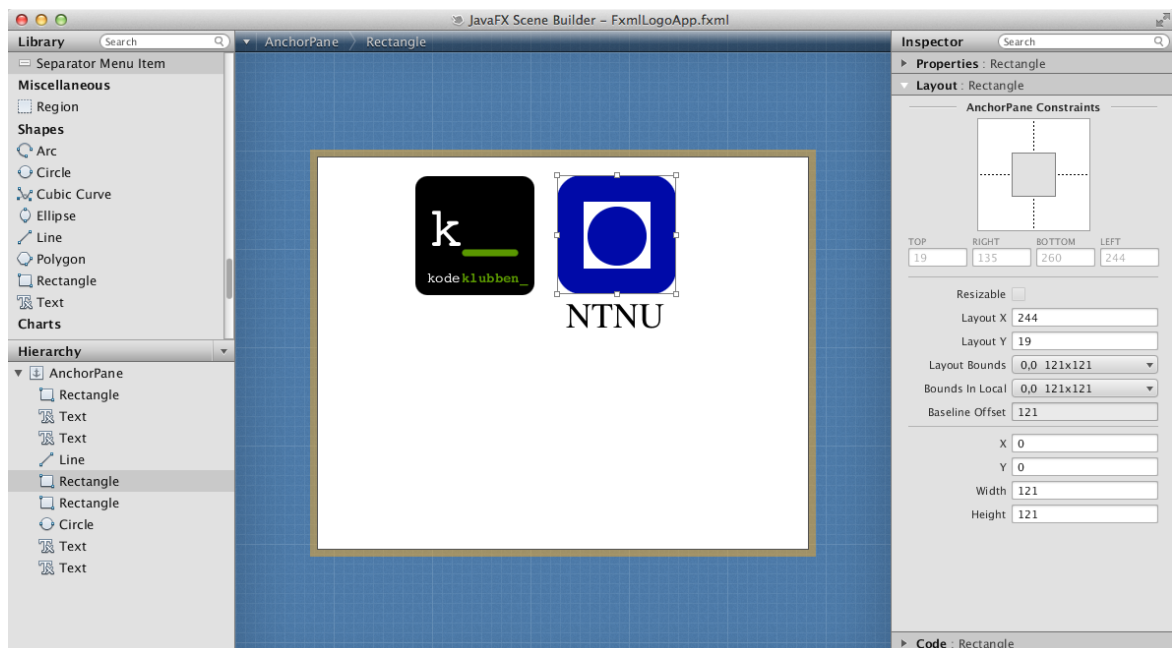 JavaFX Scene Builder – FxmlLogoApp.fxml
Library Search
AnchorPane Rectangle
Separator Menu Item
Miscellaneous
Region
Shapes
Arc
Circle
Cubic Curve
Ellipse
Line
Polygon
Rectangle
Text
Charts
Hierarchy
AnchorPane
Rectangle
Text
Text
Line
Rectangle
Rectangle
Circle
Text
Text
k_
kodeklubben_
NTNU
Inspector Search
Properties : Rectangle
Layout : Rectangle
AnchorPane Constraints
TOP RIGHT BOTTOM LEFT
19 135 260 244
Resizable
Layout X 244
Layout Y 19
Layout Bounds 0,0 121x121
Bounds In Local 0,0 121x121
Baseline Offset 121
X 0
Y 0
Width 121
Height 121
Code : Rectangle